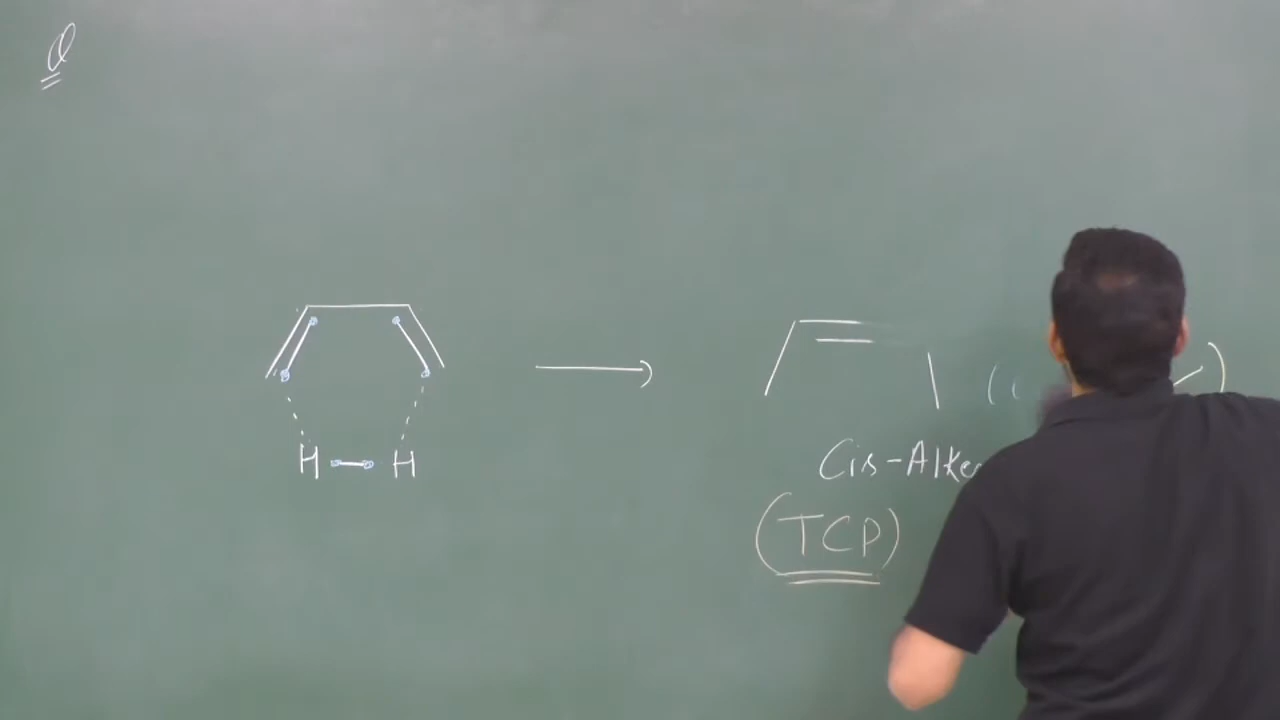 Q
H H
Cis-Alke
(TCP)